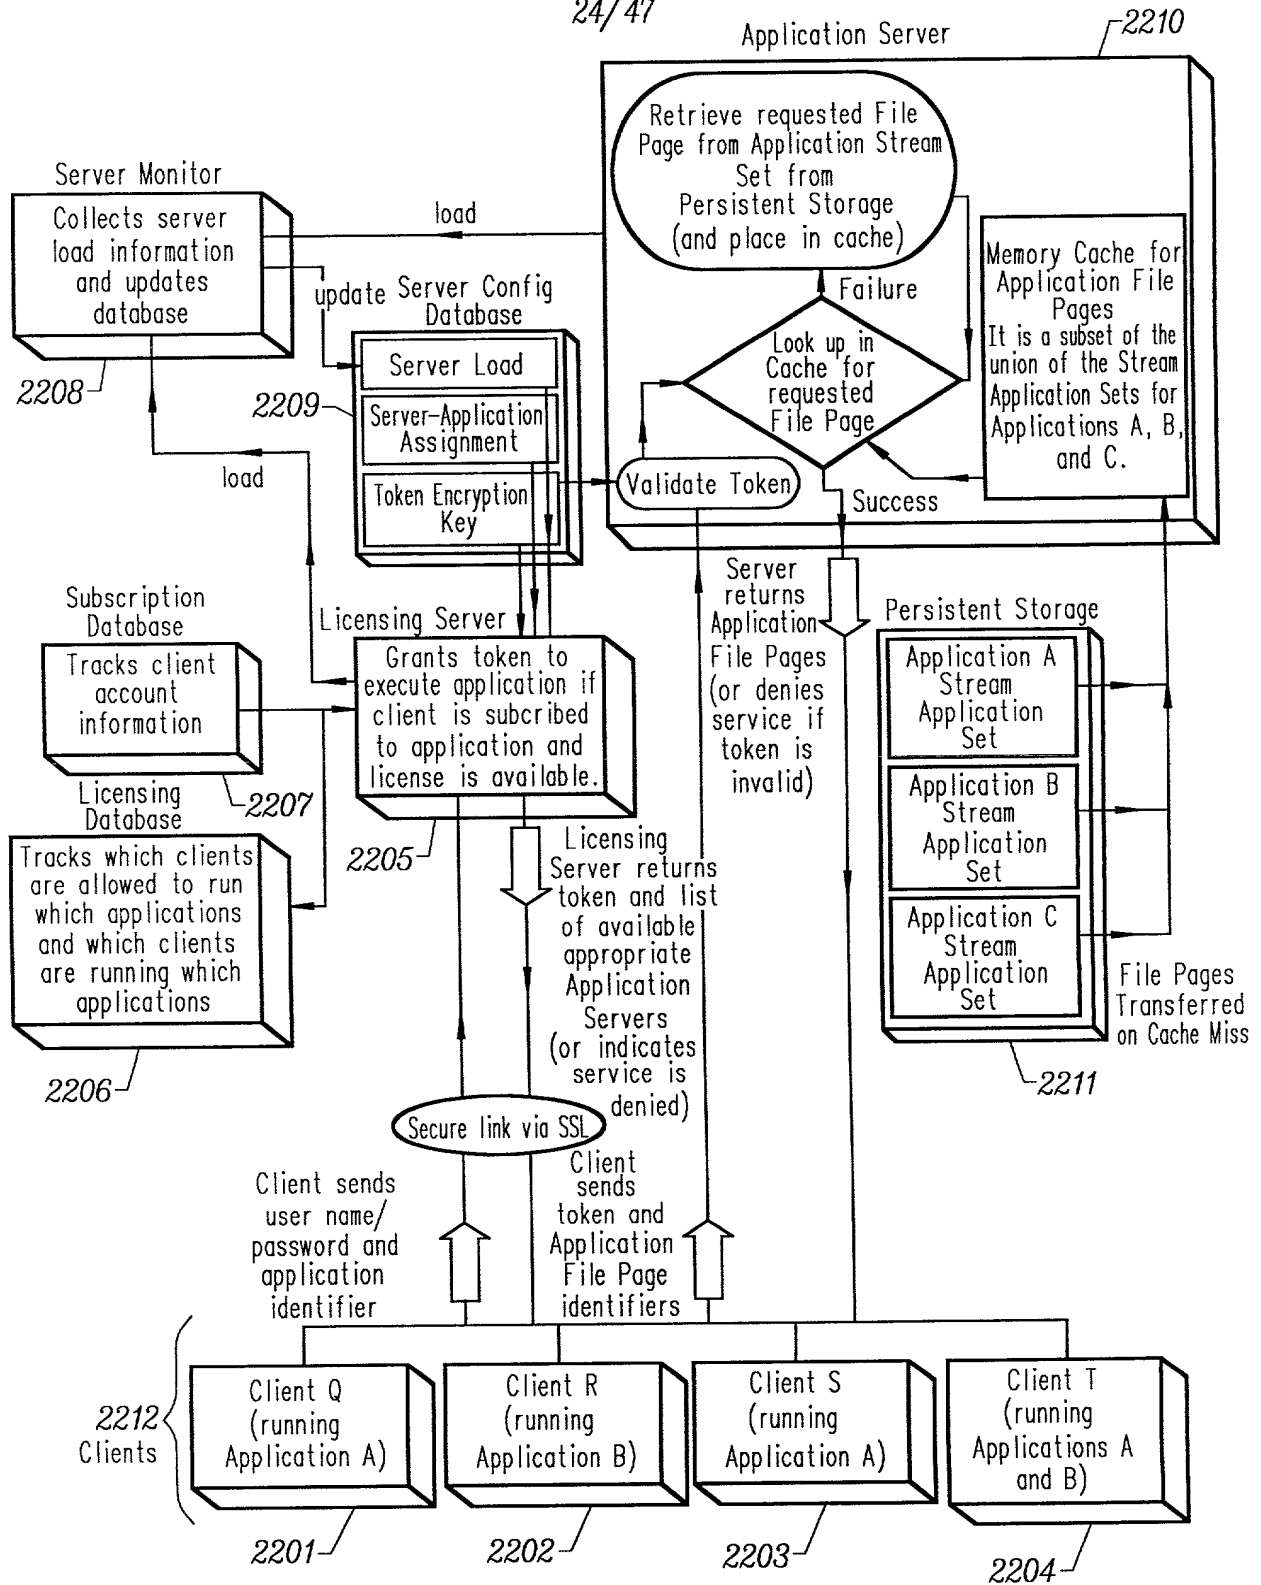 24/47
Application Server
2210
Retrieve requested File
Page from Application Stream
Set from
Persistent Storage
(and place in cache)
Server Monitor
Collects server
load information
and updates
database
2208
load
update
Server Config
Database
2209
Server Load
Server-Application
Assignment
Token Encryption
Key
load
Failure
Look up in
Cache for
requested
File Page
Memory Cache for
Application File
Pages
It is a subset of the
union of the Stream
Application Sets for
Applications A, B,
and C.
Validate Token
Success
Subscription
Database
Tracks client
account
information
2207
Licensing Server
Grants token to
execute application if
client is subcribed
to application and
license is available.
2205
Server
returns
Application
File Pages
(or denies
service if
token is
invalid)
Persistent Storage
Application A
Stream
Application
Set
Application B
Stream
Application
Set
Application C
Stream
Application
Set
2211
File Pages
Transferred
on Cache Miss
Licensing
Database
Tracks which clients
are allowed to run
which applications
and which clients
are running which
applications
2206
Licensing
Server returns
token and list
of available
appropriate
Application
Servers
(or indicates
service is
denied)
Secure link via SSL
Client sends
user name/
password and
application
identifier
Client
sends
token and
Application
File Page
identifiers
2212
Clients
Client Q
(running
Application A)
2201
Client R
(running
Application B)
2202
Client S
(running
Application A)
2203
Client T
(running
Applications A
and B)
2204